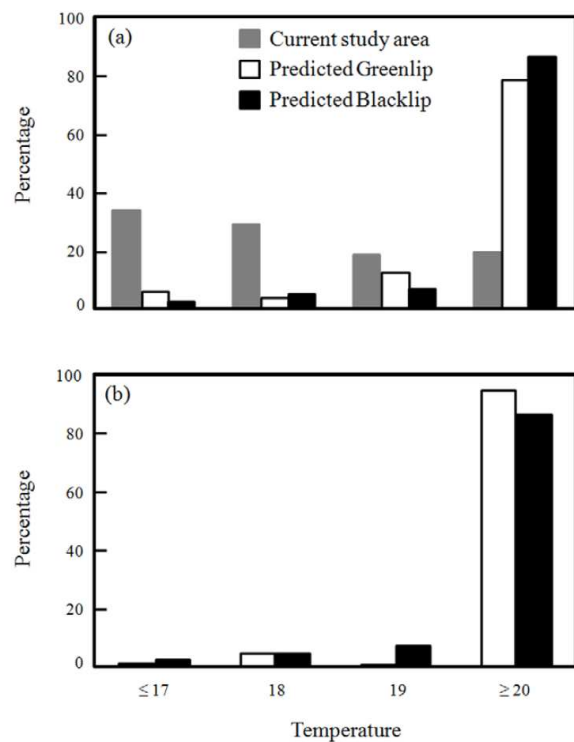 100
(a)
Current study area
80
Predicted Greenlip
Predicted Blacklip
60
Percentage
40
20
0
100
(b)
80
60
Percentage
40
20
0
≤ 17
18
19
≥ 20
Temperature